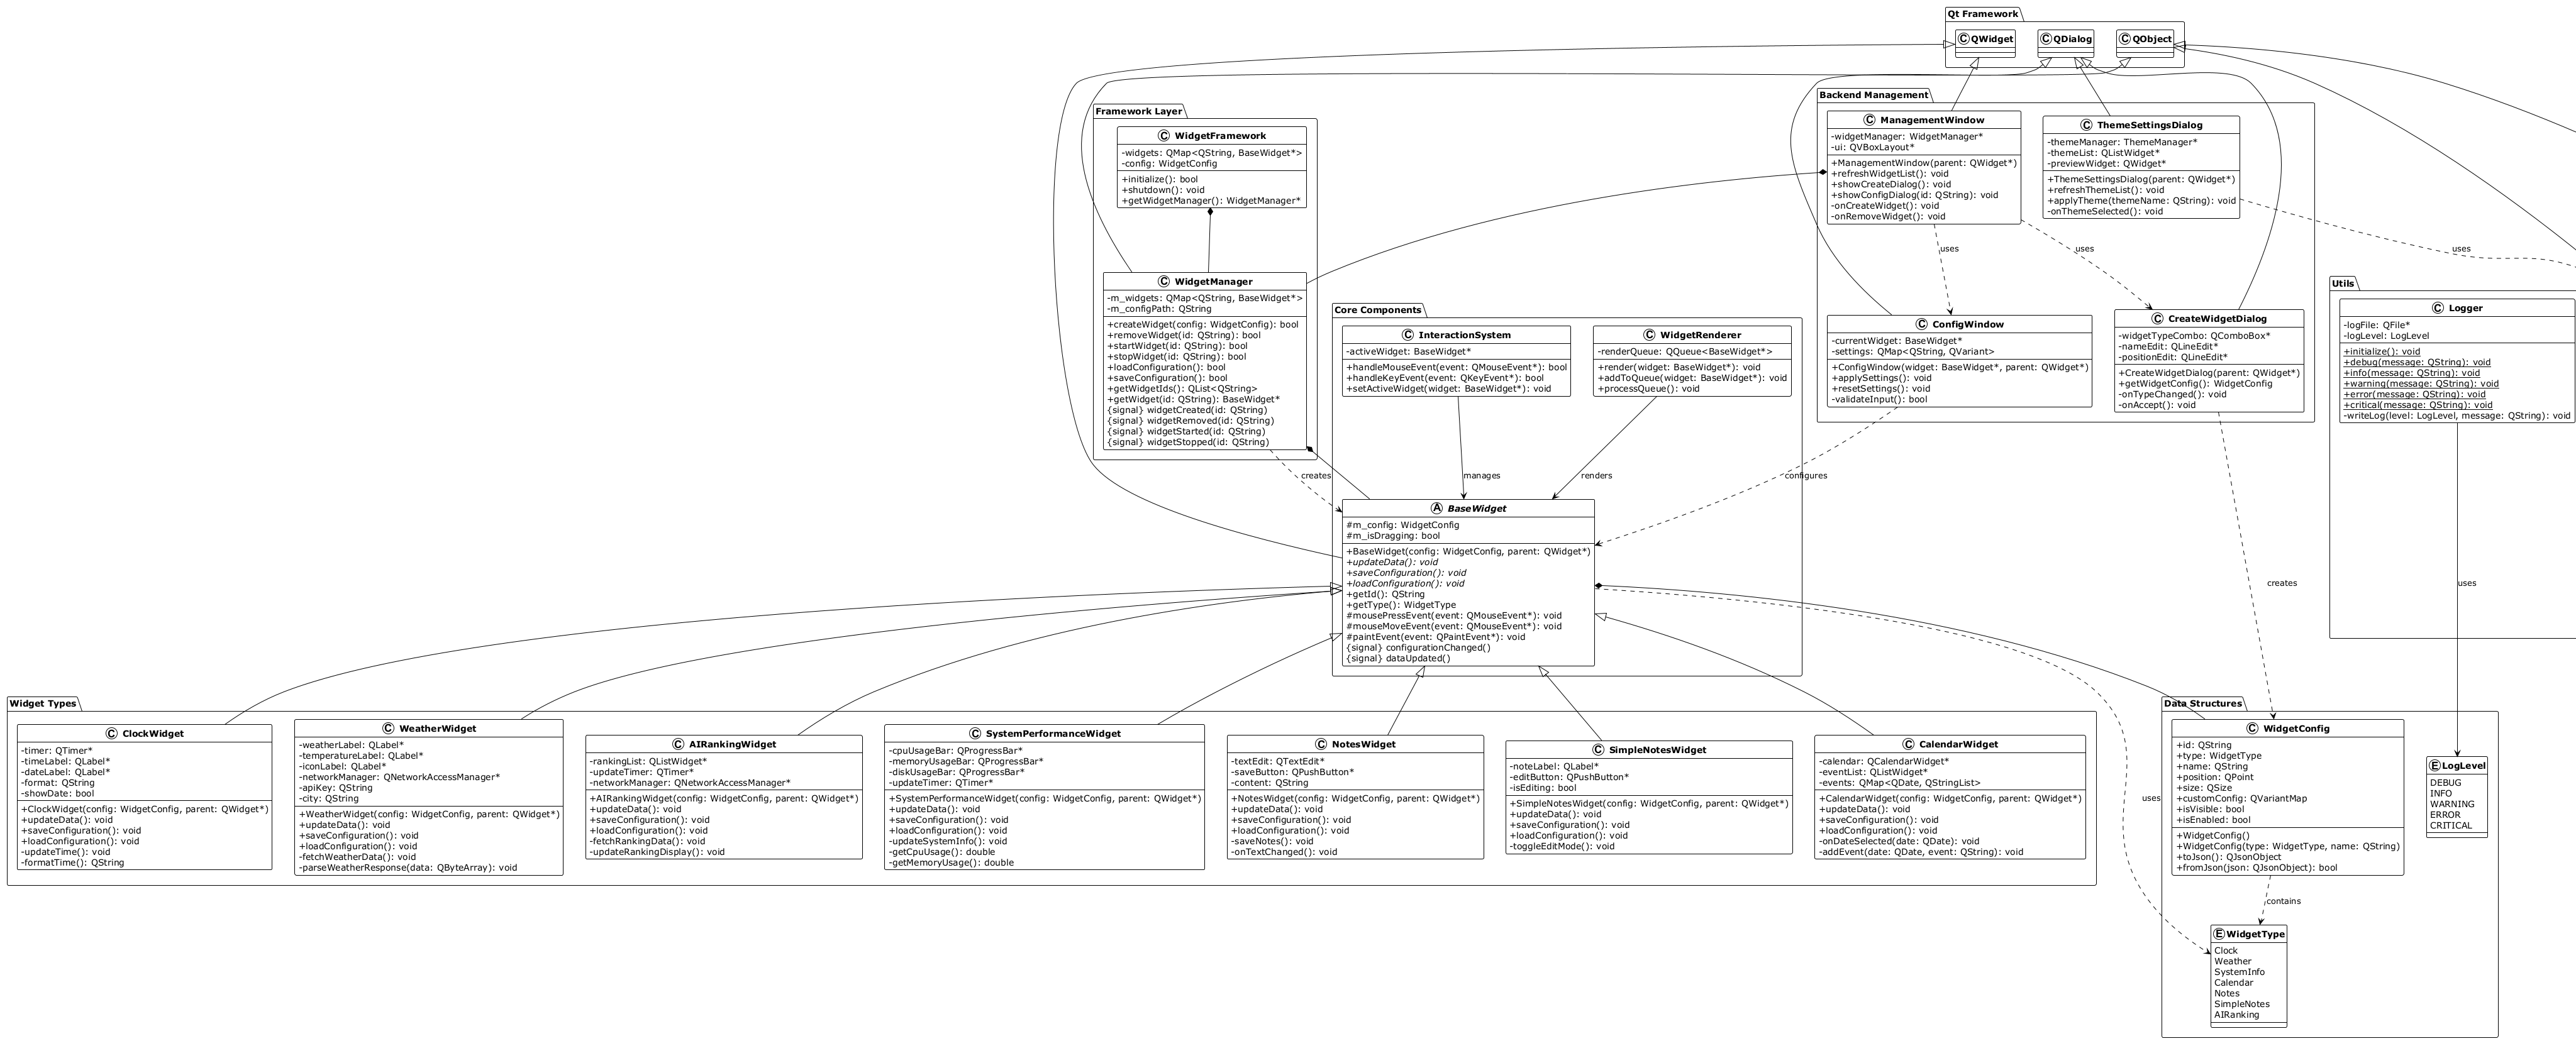 Qt Framework
C QWidget
C QDialog
C QObject
Framework Layer
C WidgetFramework
-widgets: QMap<QString, BaseWidget*>
-config: WidgetConfig
+initialize(): bool
+shutdown(): void
+getWidgetManager(): WidgetManager*
C WidgetManager
-m_widgets: QMap<QString, BaseWidget*>
-m_configPath: QString
+createWidget(config: WidgetConfig): bool
+removeWidget(id: QString): bool
+startWidget(id: QString): bool
+stopWidget(id: QString): bool
+loadConfiguration(): bool
+saveConfiguration(): bool
+getWidgetIds(): QList<QString>
+getWidget(id: QString): BaseWidget*
{signal} widgetCreated(id: QString)
{signal} widgetRemoved(id: QString)
{signal} widgetStarted(id: QString)
{signal} widgetStopped(id: QString)
Backend Management
C ManagementWindow
-widgetManager: WidgetManager*
-ui: QVBoxLayout*
+ManagementWindow(parent: QWidget*)
+refreshWidgetList(): void
+showCreateDialog(): void
+showConfigDialog(id: QString): void
-onCreateWidget(): void
-onRemoveWidget(): void
C ThemeSettingsDialog
-themeManager: ThemeManager*
-themeList: QListWidget*
-previewWidget: QWidget*
+ThemeSettingsDialog(parent: QWidget*)
+refreshThemeList(): void
+applyTheme(themeName: QString): void
-onThemeSelected(): void
uses
uses
uses
C ConfigWindow
-currentWidget: BaseWidget*
-settings: QMap<QString, QVariant>
+ConfigWindow(widget: BaseWidget*, parent: QWidget*)
+applySettings(): void
+resetSettings(): void
-validateInput(): bool
C CreateWidgetDialog
-widgetTypeCombo: QComboBox*
-nameEdit: QLineEdit*
-positionEdit: QLineEdit*
+CreateWidgetDialog(parent: QWidget*)
+getWidgetConfig(): WidgetConfig
-onTypeChanged(): void
-onAccept(): void
Utils
C Logger
-logFile: QFile*
-logLevel: LogLevel
+initialize(): void
+debug(message: QString): void
+info(message: QString): void
+warning(message: QString): void
+error(message: QString): void
+critical(message: QString): void
-writeLog(level: LogLevel, message: QString): void
Core Components
C InteractionSystem
-activeWidget: BaseWidget*
+handleMouseEvent(event: QMouseEvent*): bool
+handleKeyEvent(event: QKeyEvent*): bool
+setActiveWidget(widget: BaseWidget*): void
C WidgetRenderer
-renderQueue: QQueue<BaseWidget*>
+render(widget: BaseWidget*): void
+addToQueue(widget: BaseWidget*): void
+processQueue(): void
creates
manages
renders
configures
A BaseWidget
#m_config: WidgetConfig
#m_isDragging: bool
+BaseWidget(config: WidgetConfig, parent: QWidget*)
+updateData(): void
+saveConfiguration(): void
+loadConfiguration(): void
+getId(): QString
+getType(): WidgetType
#mousePressEvent(event: QMouseEvent*): void
#mouseMoveEvent(event: QMouseEvent*): void
#paintEvent(event: QPaintEvent*): void
{signal} configurationChanged()
{signal} dataUpdated()
creates
uses
Widget Types
C ClockWidget
-timer: QTimer*
-timeLabel: QLabel*
-dateLabel: QLabel*
-format: QString
-showDate: bool
+ClockWidget(config: WidgetConfig, parent: QWidget*)
+updateData(): void
+saveConfiguration(): void
+loadConfiguration(): void
-updateTime(): void
-formatTime(): QString
C WeatherWidget
-weatherLabel: QLabel*
-temperatureLabel: QLabel*
-iconLabel: QLabel*
-networkManager: QNetworkAccessManager*
-apiKey: QString
-city: QString
+WeatherWidget(config: WidgetConfig, parent: QWidget*)
+updateData(): void
+saveConfiguration(): void
+loadConfiguration(): void
-fetchWeatherData(): void
-parseWeatherResponse(data: QByteArray): void
C AIRankingWidget
-rankingList: QListWidget*
-updateTimer: QTimer*
-networkManager: QNetworkAccessManager*
+AIRankingWidget(config: WidgetConfig, parent: QWidget*)
+updateData(): void
+saveConfiguration(): void
+loadConfiguration(): void
-fetchRankingData(): void
-updateRankingDisplay(): void
C SystemPerformanceWidget
-cpuUsageBar: QProgressBar*
-memoryUsageBar: QProgressBar*
-diskUsageBar: QProgressBar*
-updateTimer: QTimer*
+SystemPerformanceWidget(config: WidgetConfig, parent: QWidget*)
+updateData(): void
+saveConfiguration(): void
+loadConfiguration(): void
-updateSystemInfo(): void
-getCpuUsage(): double
-getMemoryUsage(): double
C NotesWidget
-textEdit: QTextEdit*
-saveButton: QPushButton*
-content: QString
+NotesWidget(config: WidgetConfig, parent: QWidget*)
+updateData(): void
+saveConfiguration(): void
+loadConfiguration(): void
-saveNotes(): void
-onTextChanged(): void
C SimpleNotesWidget
-noteLabel: QLabel*
-editButton: QPushButton*
-isEditing: bool
+SimpleNotesWidget(config: WidgetConfig, parent: QWidget*)
+updateData(): void
+saveConfiguration(): void
+loadConfiguration(): void
-toggleEditMode(): void
C CalendarWidget
-calendar: QCalendarWidget*
-eventList: QListWidget*
-events: QMap<QDate, QStringList>
+CalendarWidget(config: WidgetConfig, parent: QWidget*)
+updateData(): void
+saveConfiguration(): void
+loadConfiguration(): void
-onDateSelected(date: QDate): void
-addEvent(date: QDate, event: QString): void
uses
Data Structures
C WidgetConfig
+id: QString
+type: WidgetType
+name: QString
+position: QPoint
+size: QSize
+customConfig: QVariantMap
+isVisible: bool
+isEnabled: bool
+WidgetConfig()
+WidgetConfig(type: WidgetType, name: QString)
+toJson(): QJsonObject
+fromJson(json: QJsonObject): bool
E LogLevel
DEBUG
INFO
WARNING
ERROR
CRITICAL
contains
E WidgetType
Clock
Weather
SystemInfo
Calendar
Notes
SimpleNotes
AIRanking